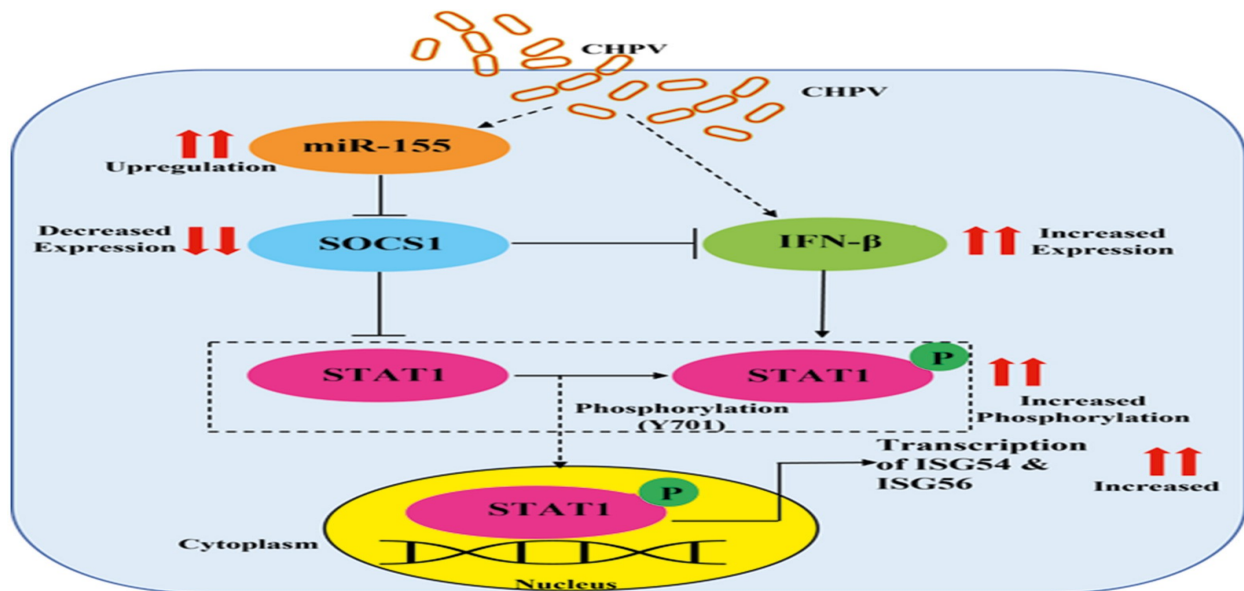 CHPV
CHPV
miR-155
Upregulation
Decreased
Expression
SOCS1
IFN-β
Increased
Expression
STAT1
STAT1
P
Increased
Phosphorylation
Phosphorylation
(Y701)
Transcription
of ISG54 &
ISG56
Increased
STAT1
P
Cytoplasm
Nucleus